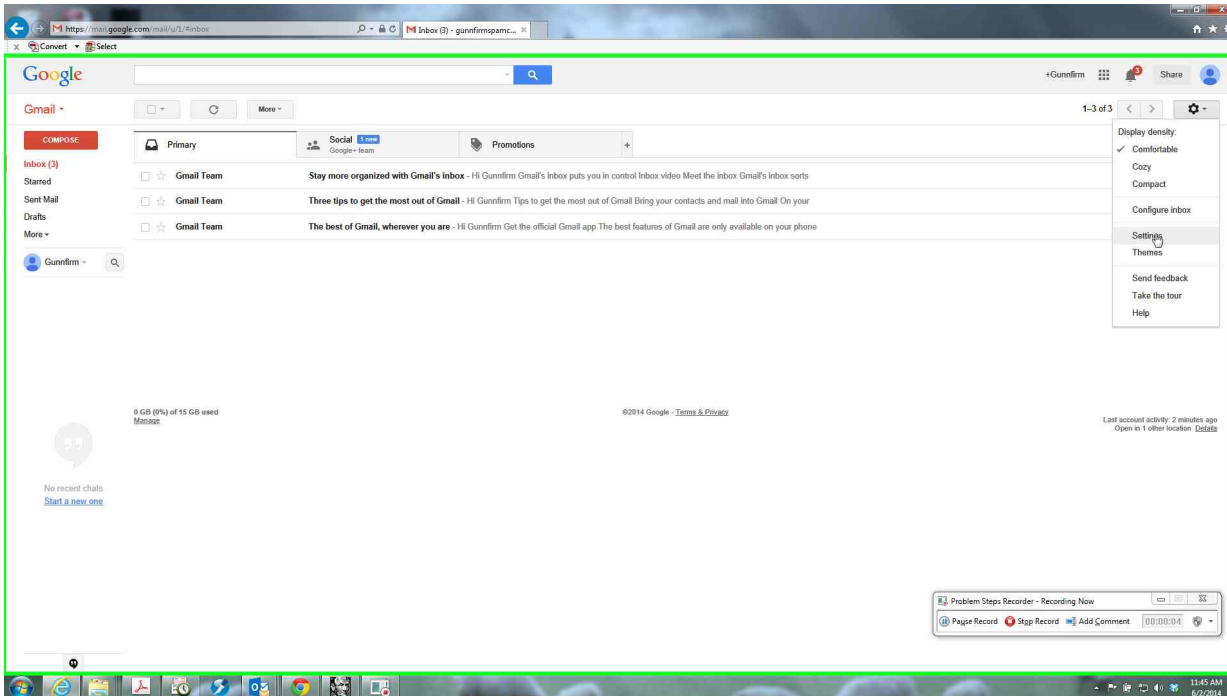 https://mail.google.com/mail/u/1/#inbox
Inbox (3) - gunnfirmspamc...
x Convert Select
Google
+Gunnfirm 3 Share
Gmail
More
1–3 of 3
COMPOSE
Inbox (3)
Starred
Sent Mail
Drafts
More
Gunnfirm
Primary
Social 1 new
Google+ team
Promotions
+
Gmail Team Stay more organized with Gmail's inbox - Hi Gunnfirm Gmail's inbox puts you in control Inbox video Meet the inbox Gmail's inbox sorts
Gmail Team Three tips to get the most out of Gmail - Hi Gunnfirm Tips to get the most out of Gmail Bring your contacts and mail into Gmail On your
Gmail Team The best of Gmail, wherever you are - Hi Gunnfirm Get the official Gmail app The best features of Gmail are only available on your phone
Display density:
✓ Comfortable
Cozy
Compact
Configure inbox
Settings
Themes
Send feedback
Take the tour
Help
0 GB (0%) of 15 GB used
Manage
©2014 Google - Terms & Privacy
Last account activity: 2 minutes ago
Open in 1 other location Details
No recent chats
Start a new one
Problem Steps Recorder - Recording Now
Pause Record Stop Record Add Comment 00:00:04
11:45 AM